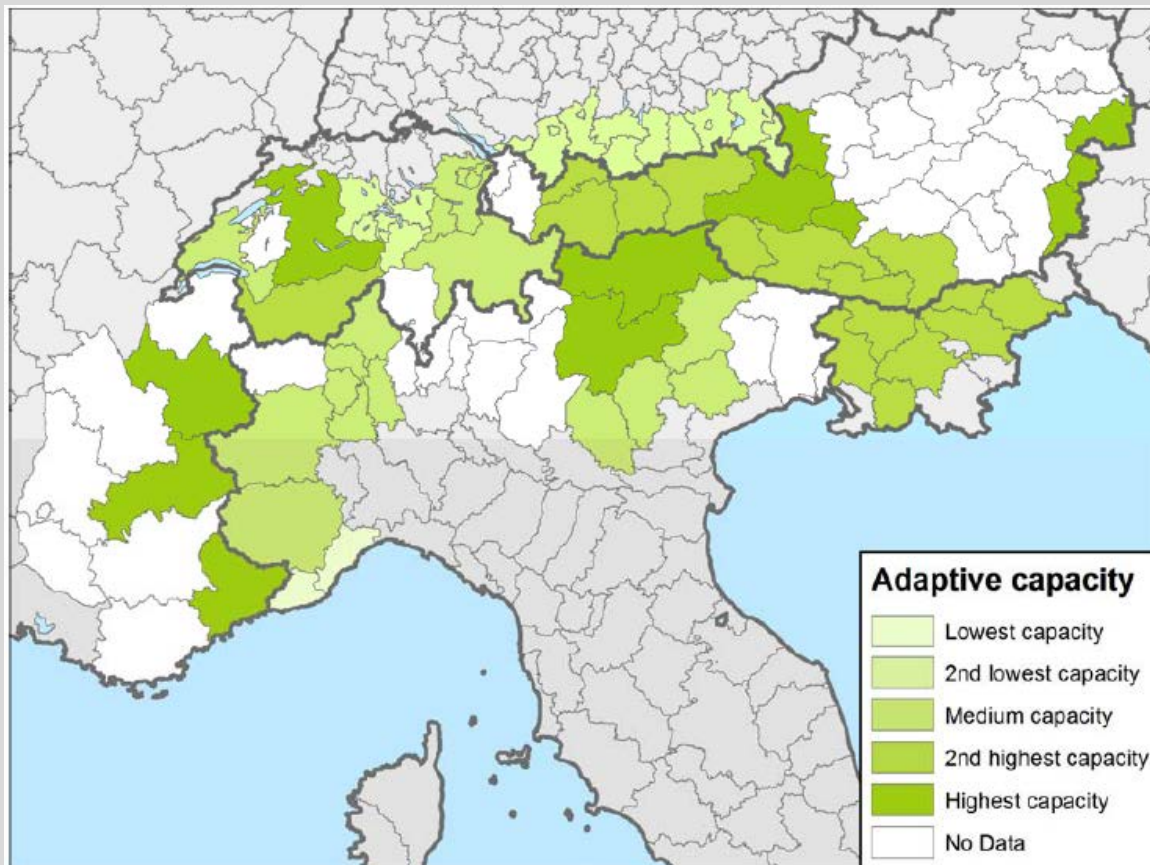 Adaptive capacity
Lowest capacity
2nd lowest capacity
Medium capacity
2nd highest capacity
Highest capacity
No Data